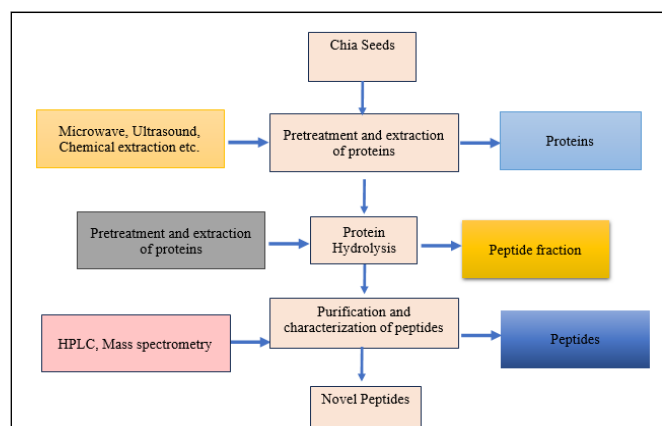 Chia Seeds
Microwave, Ultrasound,
Chemical extraction etc.
Pretreatment and extraction
of proteins
Proteins
Pretreatment and extraction
of proteins
Protein
Hydrolysis
Peptide fraction
HPLC, Mass spectrometry
Purification and
characterization of peptides
Peptides
Novel Peptides